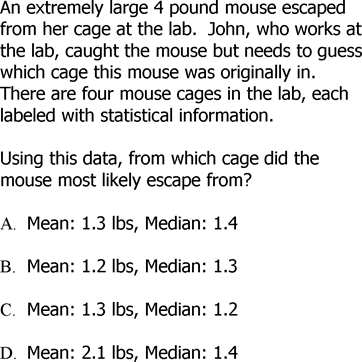 An extremely large 4 pound mouse escaped
from her cage at the lab.  John, who works at
the lab, caught the mouse but needs to guess
which cage this mouse was originally in.
There are four mouse cages in the lab, each
labeled with statistical information.
Using this data, from which cage did the
mouse most likely escape from?
A.  Mean: 1.3 lbs, Median: 1.4
B.  Mean: 1.2 lbs, Median: 1.3
C.  Mean: 1.3 lbs, Median: 1.2
D.  Mean: 2.1 lbs, Median: 1.4